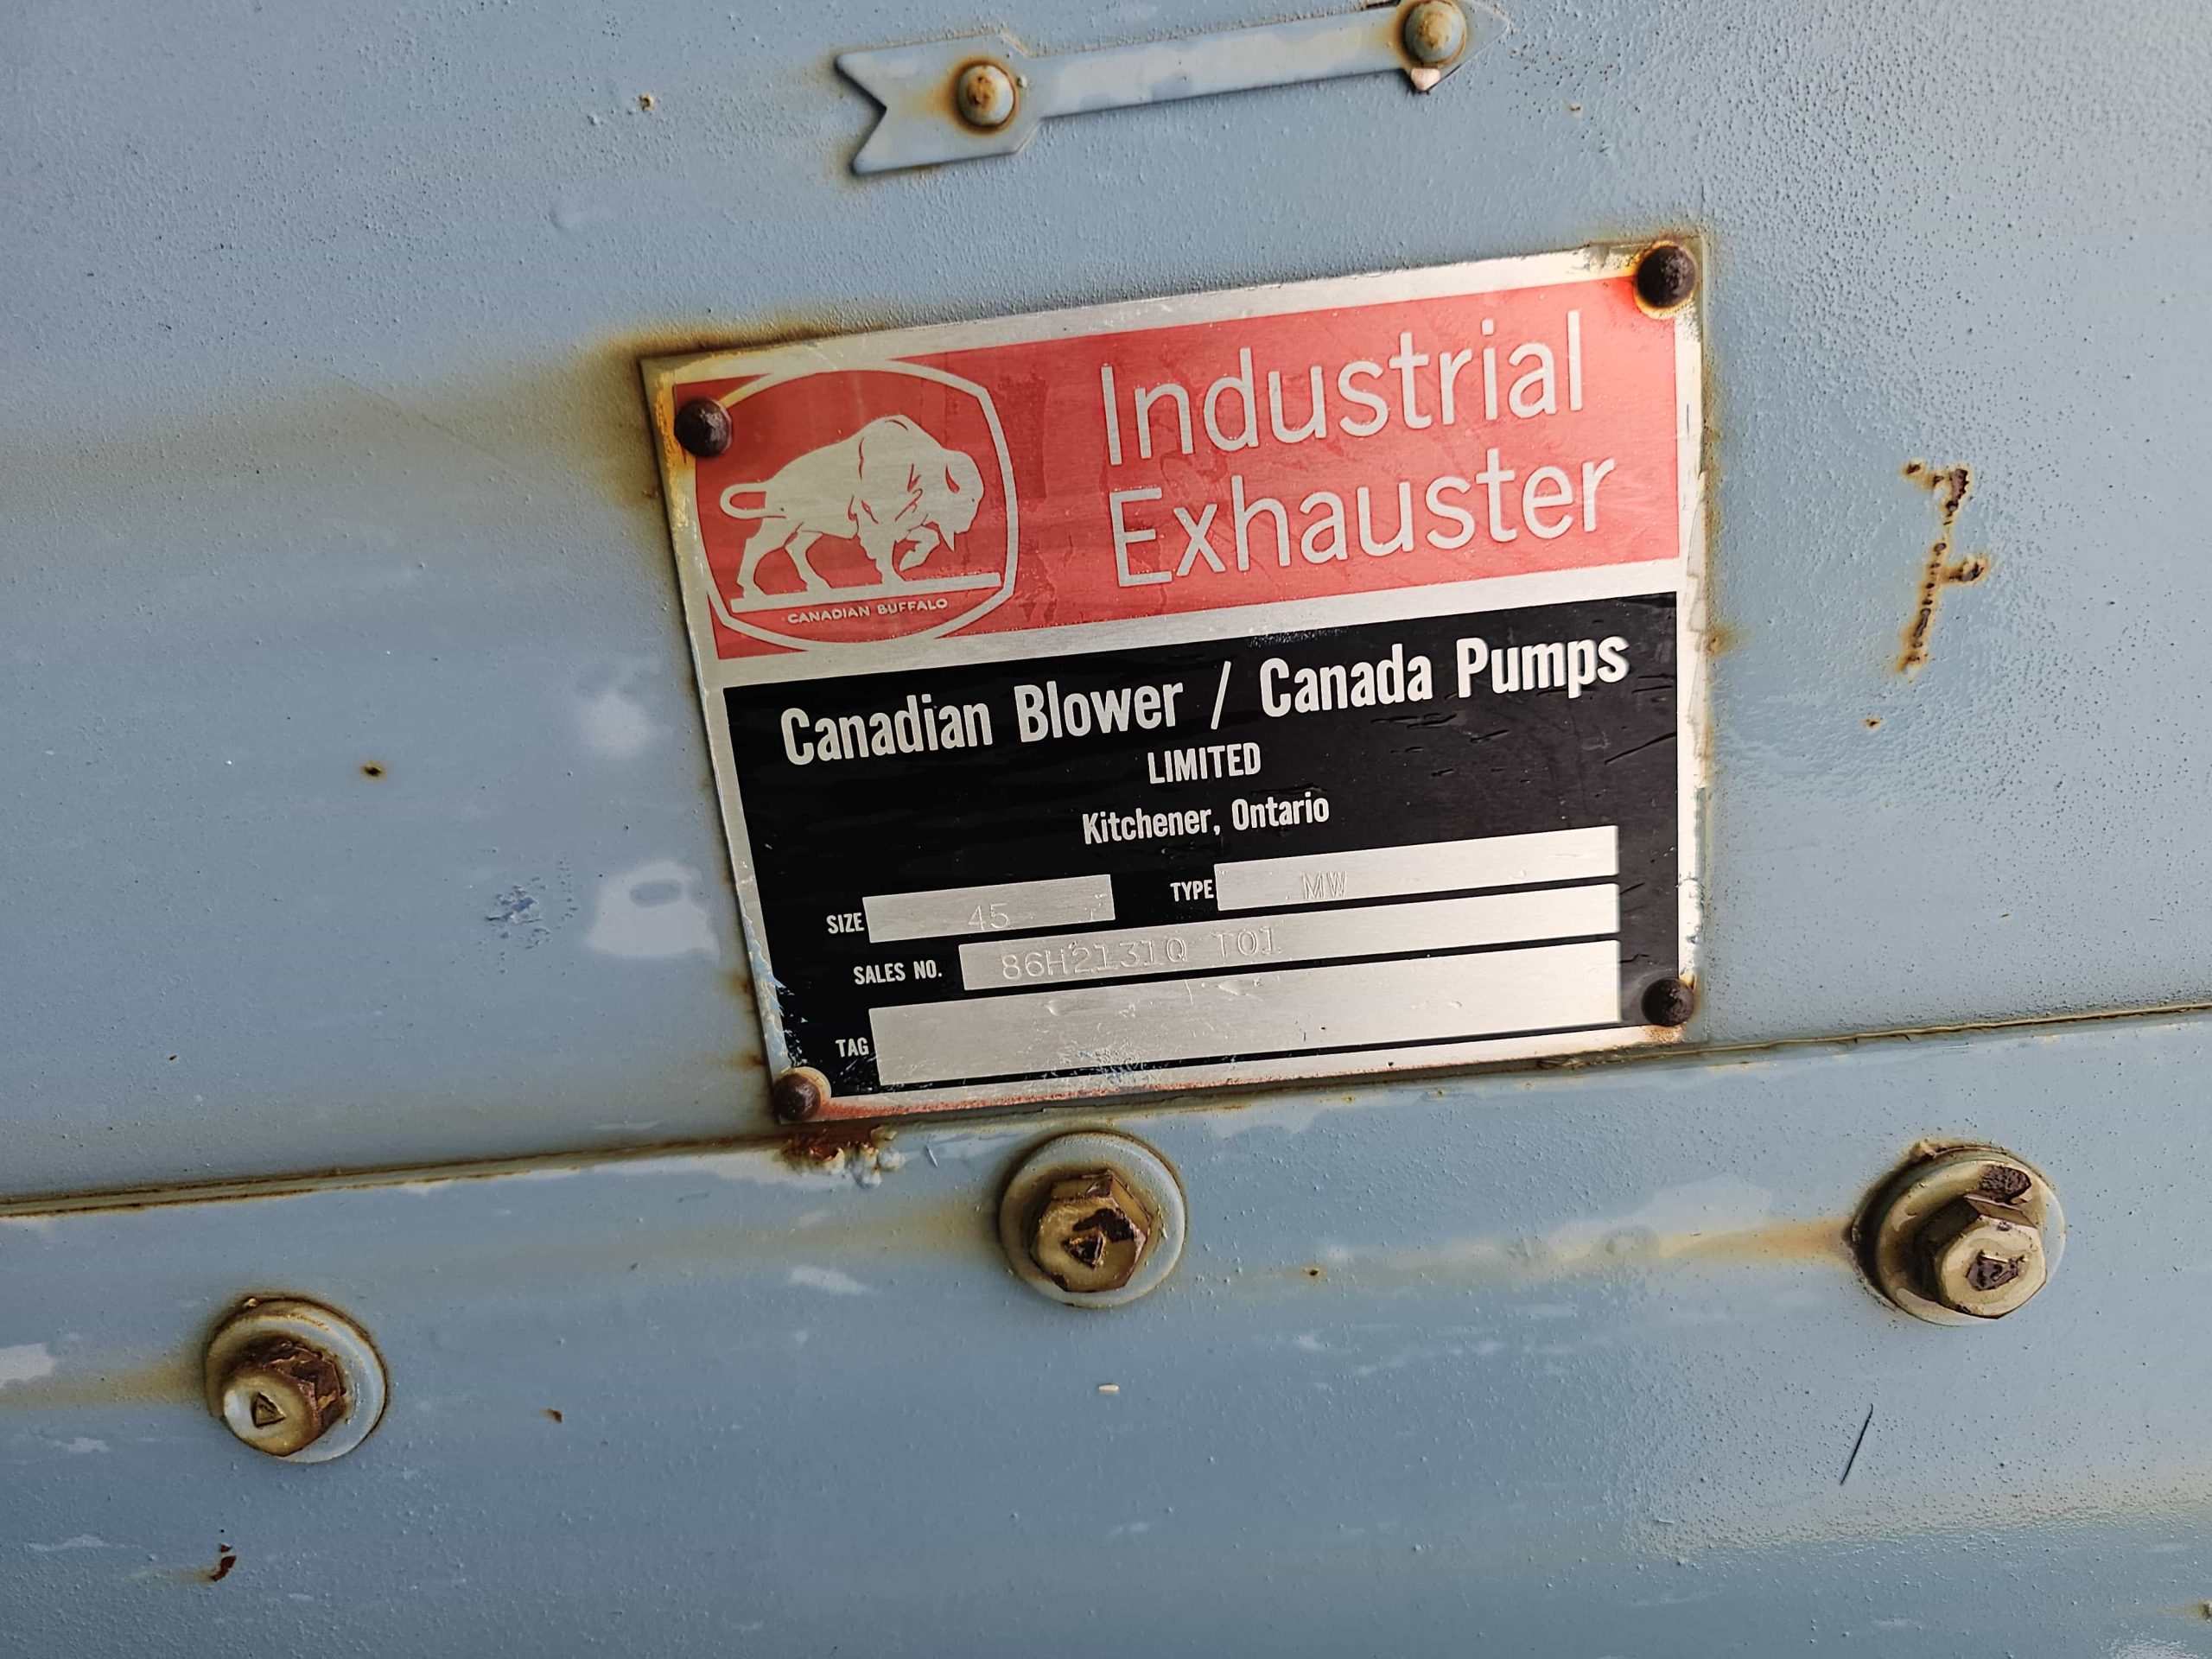 Industrial
Exhauster
CANADIAN BUFFALO
Canadian Blower / Canada Pumps
LIMITED
Kitchener, Ontario
SIZE 45 TYPE MW
SALES NO. 86H2131Q T01
TAG